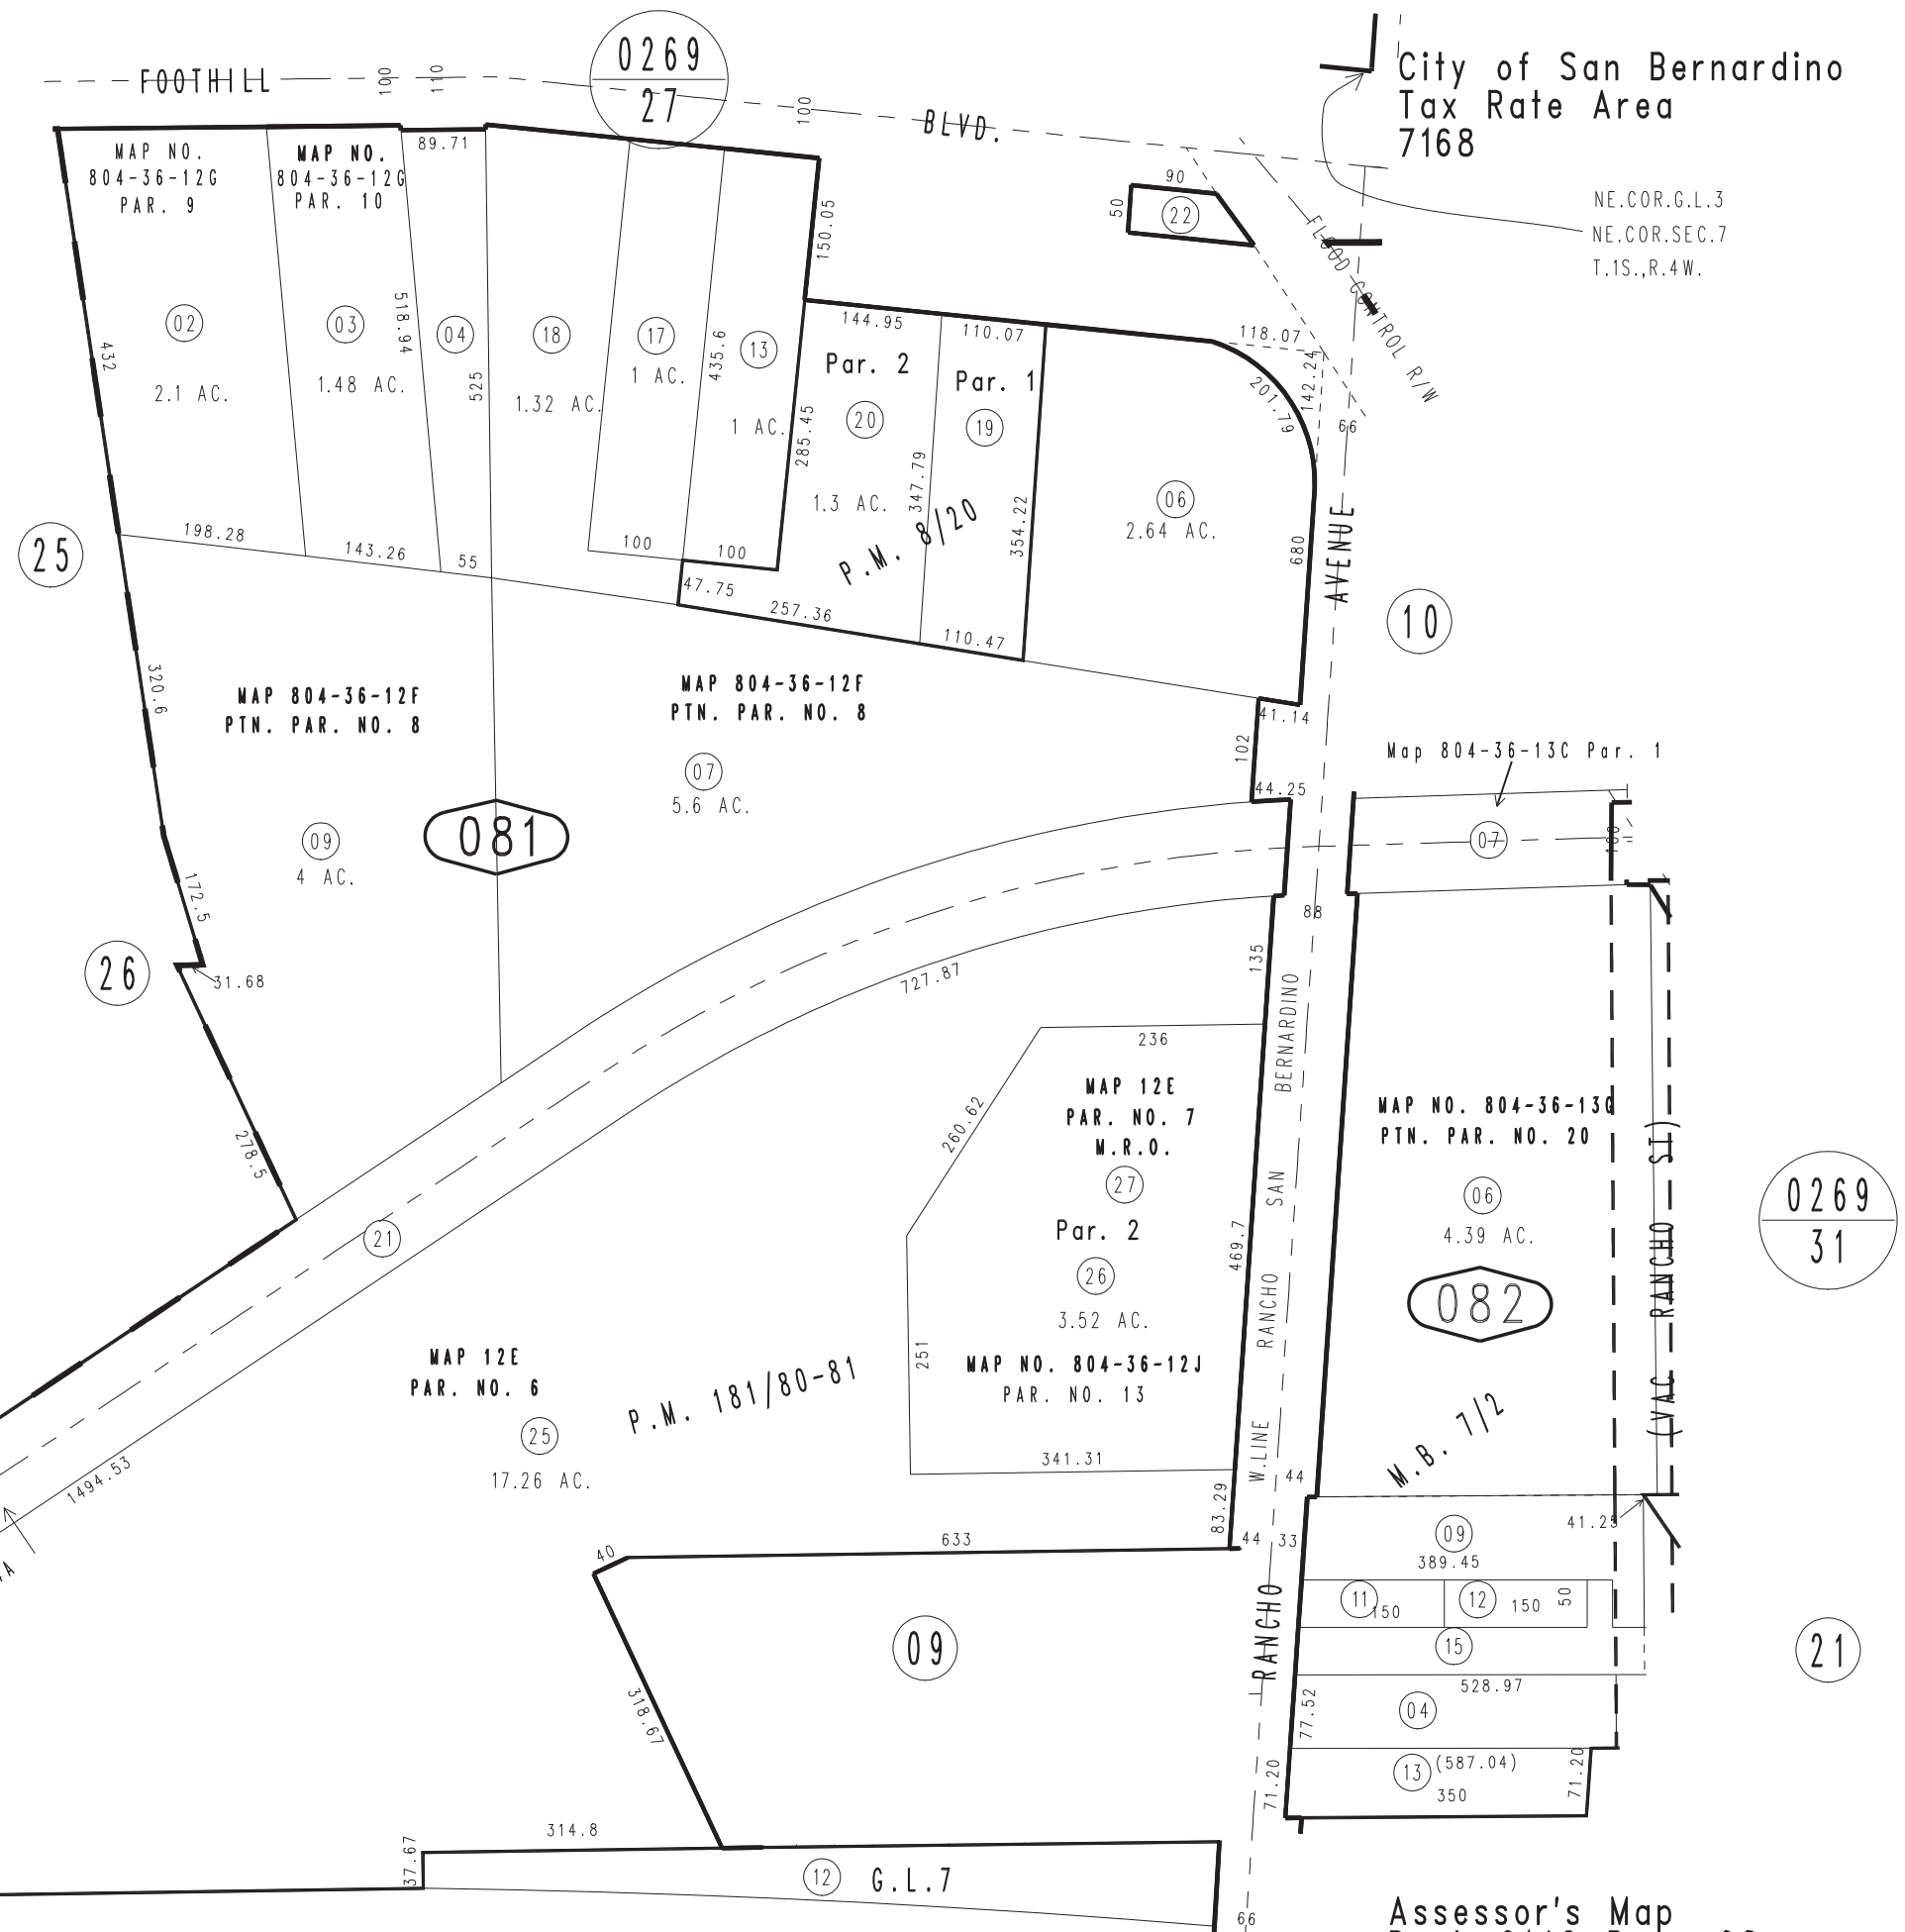 City of San Bernardino
Tax Rate Area
7168
0269
27
FOOTHILL
100
110
100
BLVD.
NE.COR.G.L.3
NE.COR.SEC.7
T.1S.,R.4W.
FLOOD CONTROL R/W
MAP NO.
804-36-12G
PAR. 9
MAP NO.
804-36-12G
PAR. 10
89.71
150.05
90
50
22
02
2.1 AC.
432
03
1.48 AC.
518.94
04
525
18
1.32 AC.
17
1 AC.
435.6
13
1 AC.
285.45
144.95
Par. 2
20
1.3 AC.
347.79
110.07
Par. 1
19
354.22
P.M. 8/20
118.07
142.24
201.79
66
06
2.64 AC.
680
AVENUE
25
198.28
143.26
55
100
100
47.75
257.36
110.47
10
320.6
MAP 804-36-12F
PTN. PAR. NO. 8
MAP 804-36-12F
PTN. PAR. NO. 8
07
5.6 AC.
41.14
102
44.25
Map 804-36-13C Par. 1
07
100
09
4 AC.
081
172.5
88
26
31.68
727.87
135
278.5
236
260.62
MAP 12E
PAR. NO. 7
M.R.O.
27
Par. 2
26
3.52 AC.
MAP NO. 804-36-12J
PAR. NO. 13
251
341.31
469.7
W.LINE RANCHO SAN BERNARDINO
MAP NO. 804-36-13G
PTN. PAR. NO. 20
06
4.39 AC.
082
M.B. 7/2
(VAC RANCHO ST)
0269
31
21
MAP 12E
PAR. NO. 6
25
17.26 AC.
P.M. 181/80-81
1494.53
44
83.29
44
33
41.25
09
389.45
11
150
12
150
50
15
528.97
04
77.52
13
(587.04)
350
71.20
71.20
40
633
09
RANCHO
318.67
21
314.8
37.67
12
G.L.7
66
Assessor's Map